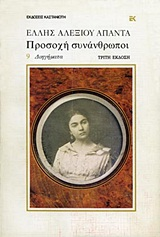 ΕΚΔΟΣΕΙΣ ΚΑΣΤΑΝΙΩΤΗ
ΕΚ
ΕΛΛΗΣ ΑΛΕΞΙΟΥ ΑΠΑΝΤΑ
Προσοχή συνάνθρωποι
9 Διηγήματα
ΤΡΙΤΗ ΕΚΔΟΣΗ